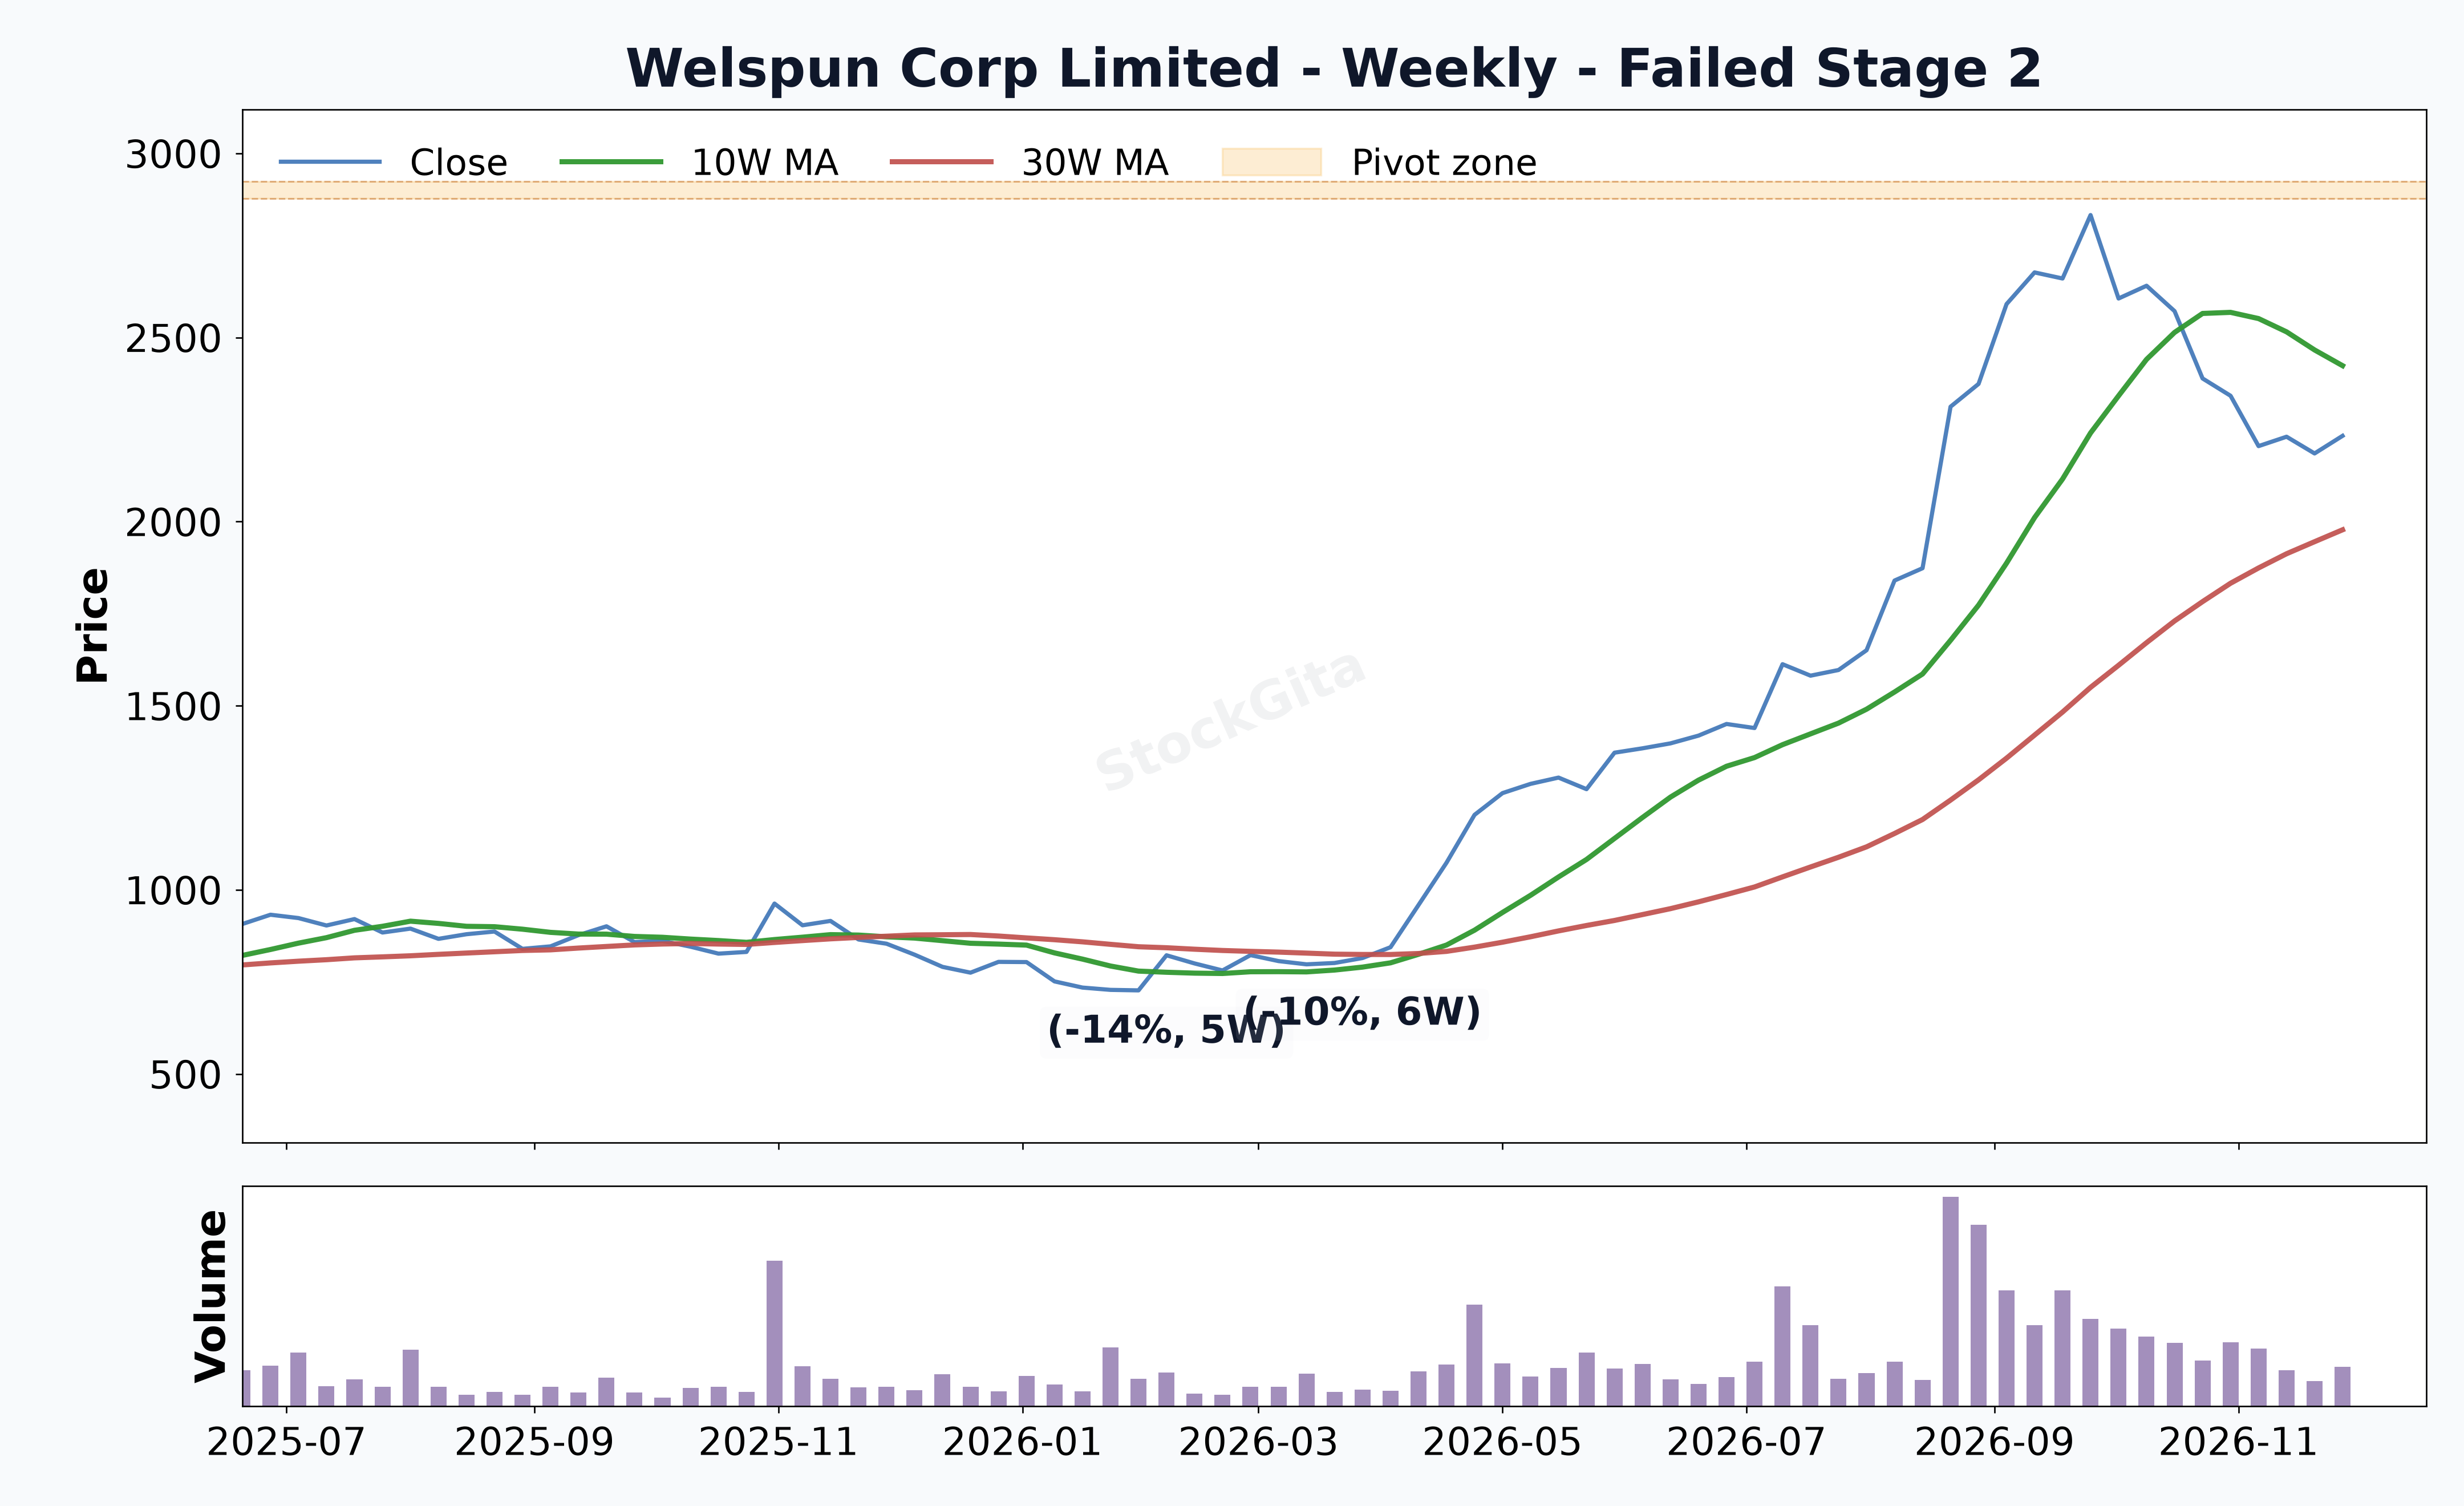 Welspun Corp Limited - Weekly - Failed Stage 2
Close 10W MA 30W MA Pivot zone
3000
2500
2000
1500
1000
500
Price
StockGita
(-14%, 5W)
(-10%, 6W)
Volume
2025-07 2025-09 2025-11 2026-01 2026-03 2026-05 2026-07 2026-09 2026-11